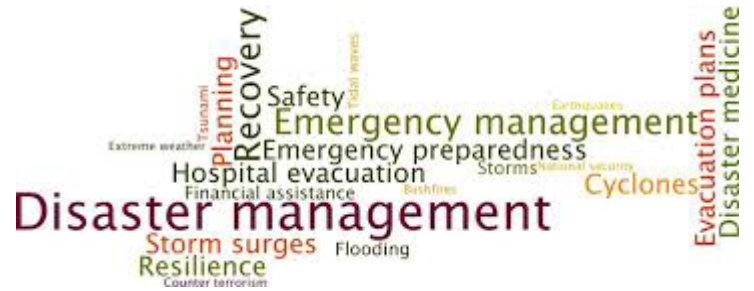 Recovery
Planning
Tsunami
Tidal waves
Safety
Earthquakes
Emergency management
Extreme weather
Emergency preparedness
Hospital evacuation
Storms
National security
Financial assistance
Bushfires
Cyclones
Evacuation plans
Disaster medicine
Disaster management
Storm surges
Flooding
Resilience
Counter terrorism